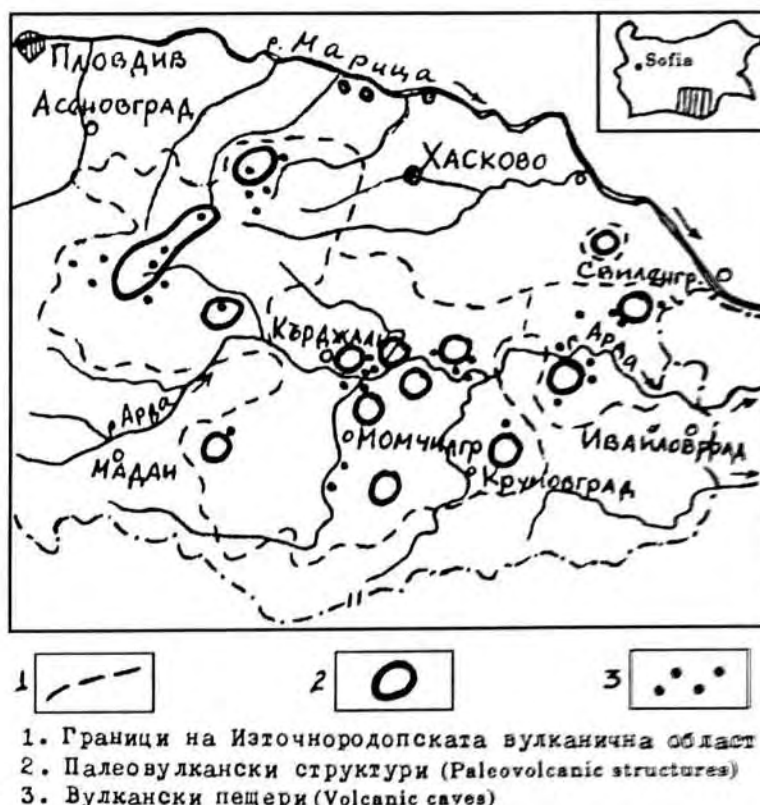 р. Марица
Пловдив
Sofia
Асеновград
Хасково
Свиленгр.
Кърджали
Арда
Арда
Момчилгр
Ивайловград
Мадан
Крумовград
1
2
3
1. Граници на Източнородопската вулканична област
2. Палеовулкански структури (Paleovolcanic structures)
3. Вулкански пещери (Volcanic caves)